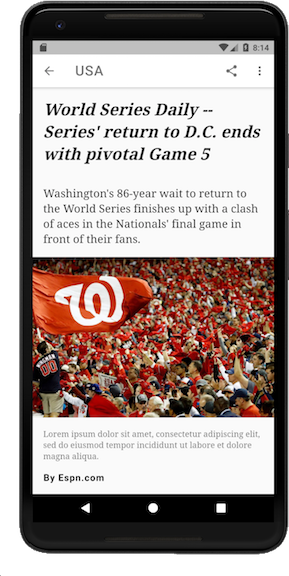 8:14
USA
World Series Daily --
Series' return to D.C. ends
with pivotal Game 5
Washington's 86-year wait to return to
the World Series finishes up with a clash
of aces in the Nationals' final game in
front of their fans.
W
00
Lorem ipsum dolor sit amet, consectetur adipiscing elit,
sed do eiusmod tempor incididunt ut labore et dolore
magna aliqua.
By Espn.com